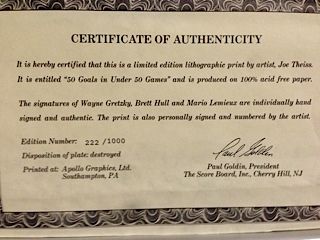 CERTIFICATE OF AUTHENTICITY
It is hereby certified that this is a limited edition lithographic print by artist, Joe Theiss.
It is entitled "50 Goals in Under 50 Games" and is produced on 100% acid free paper.
The signatures of Wayne Gretzky, Brett Hull and Mario Lemieux are individually hand
signed and authentic. The print is also personally signed and numbered by the artist.
Edition Number: 222 / 1000
Disposition of plate: destroyed
Printed at: Apollo Graphics, Ltd.
Southampton, PA
Paul Goldin
Paul Goldin, President
The Score Board, Inc., Cherry Hill, NJ